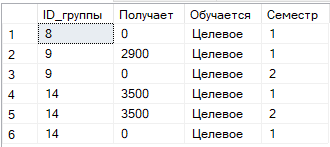 ID_группы Получает Обучается Семестр
1 8 0 Целевое 1
2 9 2900 Целевое 1
3 9 0 Целевое 2
4 14 3500 Целевое 1
5 14 3500 Целевое 2
6 14 0 Целевое 1